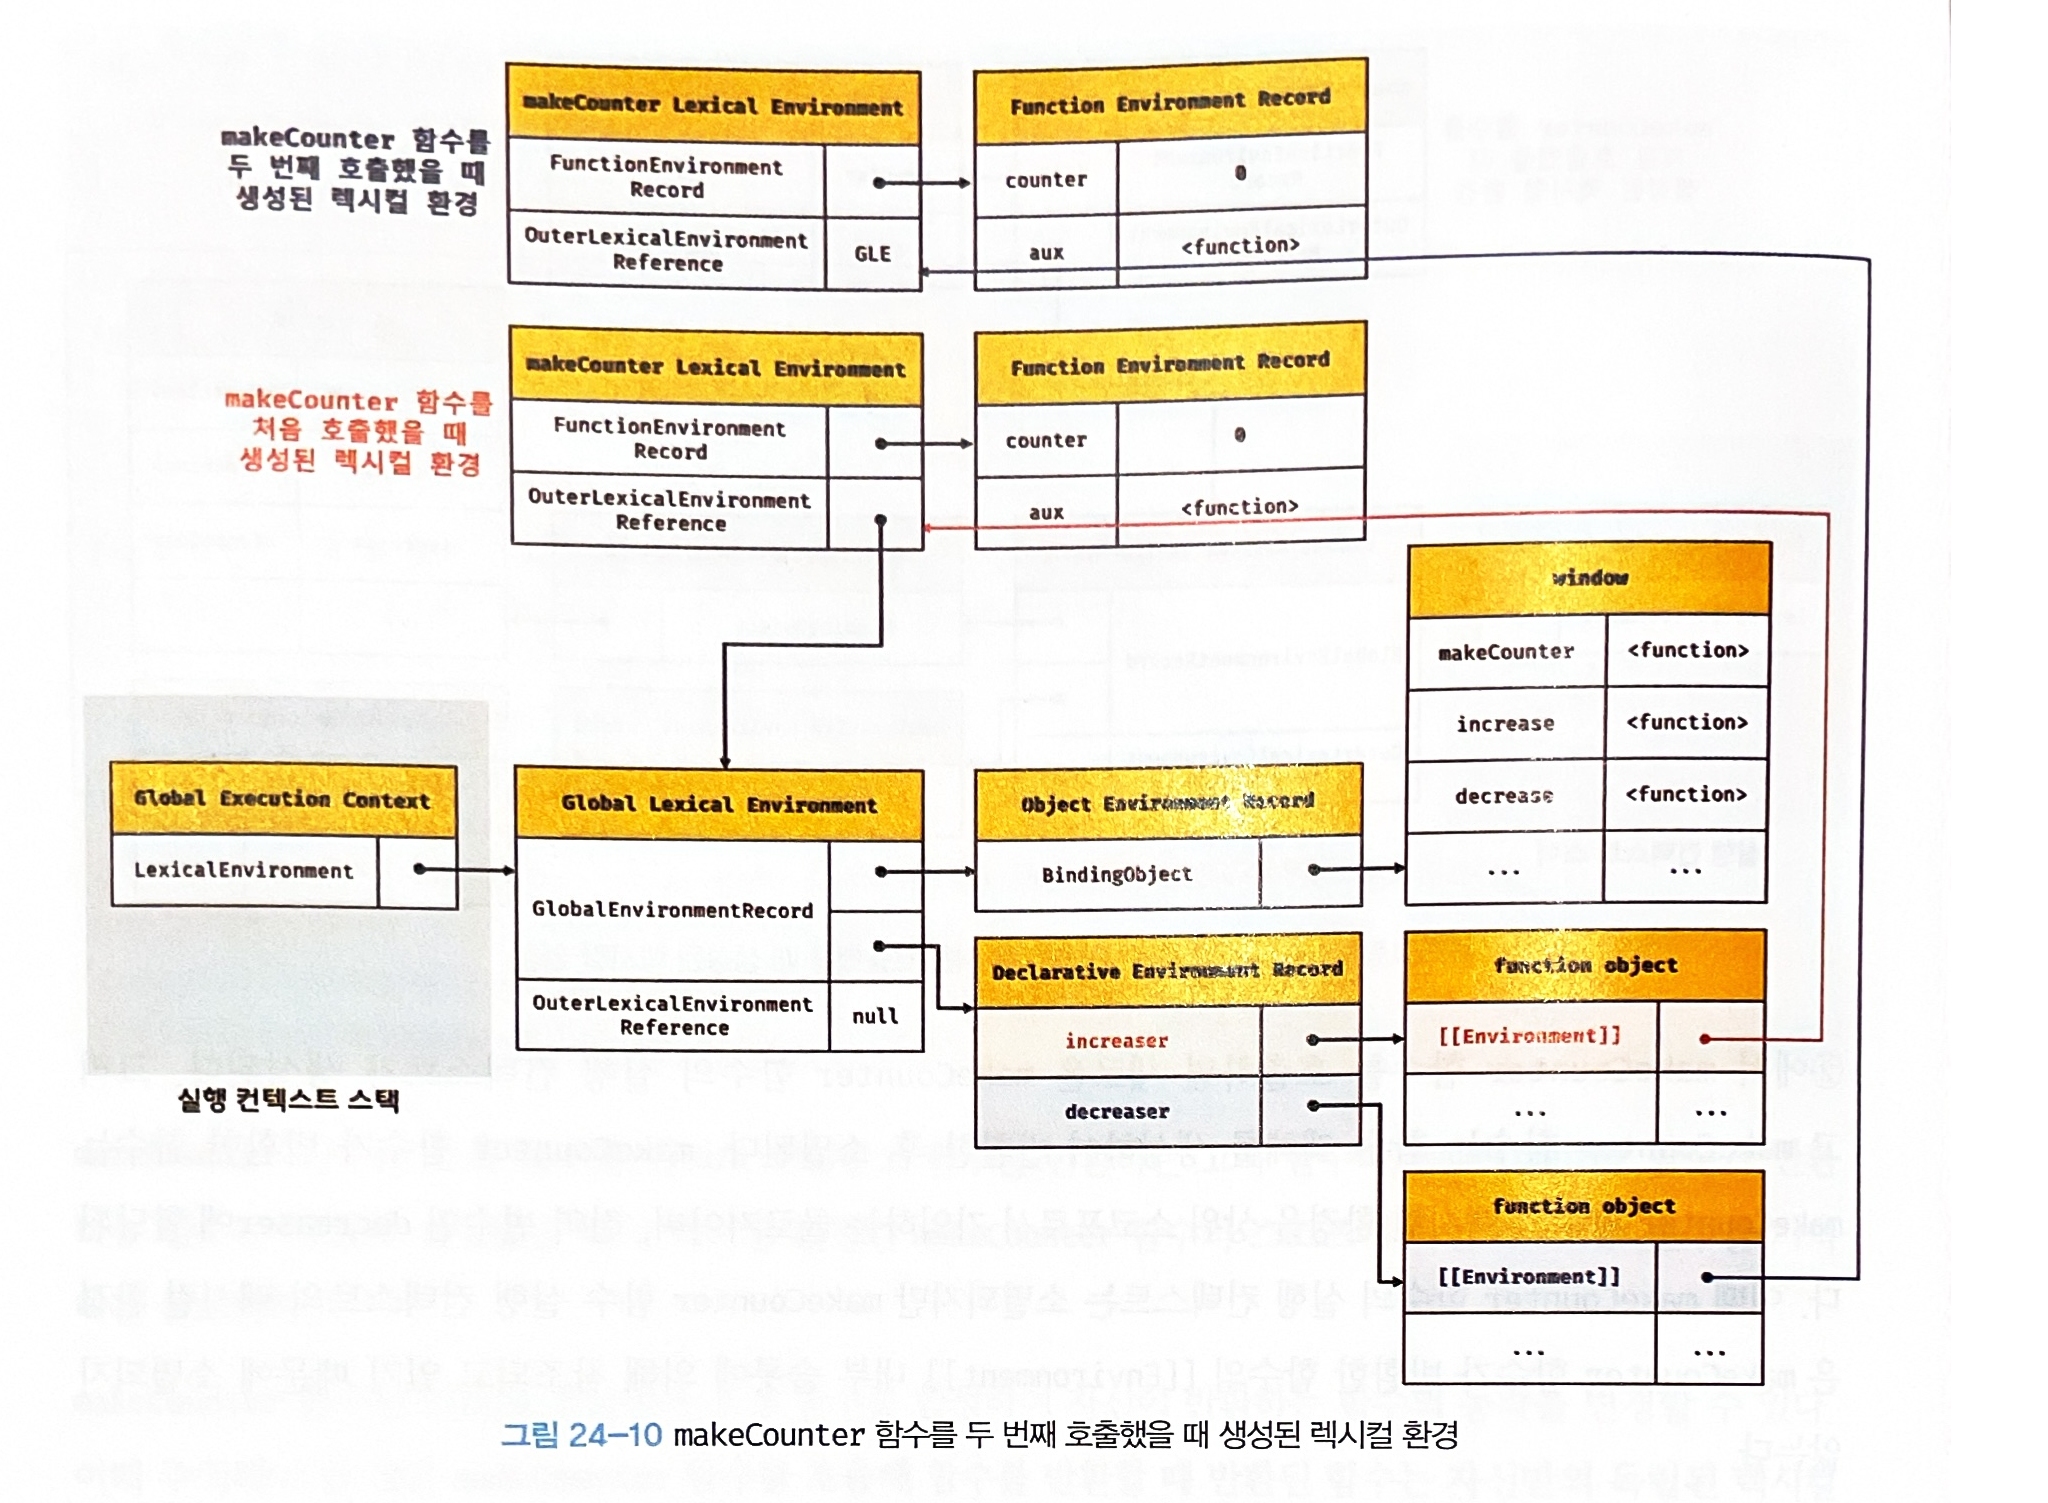 makeCounter 함수를
두 번째 호출했을 때
생성된 렉시컬 환경
makeCounter Lexical Environment
FunctionEnvironment
Record
OuterLexicalEnvironment
Reference
GLE
Function Environment Record
counter
0
aux
<function>
makeCounter 함수를
처음 호출했을 때
생성된 렉시컬 환경
makeCounter Lexical Environment
FunctionEnvironment
Record
OuterLexicalEnvironment
Reference
Function Environment Record
counter
0
aux
<function>
window
makeCounter
<function>
increase
<function>
decrease
<function>
...
...
Global Execution Context
LexicalEnvironment
실행 컨텍스트 스택
Global Lexical Environment
GlobalEnvironmentRecord
OuterLexicalEnvironment
Reference
null
Object Environment Record
BindingObject
Declarative Environment Record
increaser
decreaser
function object
[[Environment]]
...
...
function object
[[Environment]]
...
...
그림 24-10 makeCounter 함수를 두 번째 호출했을 때 생성된 렉시컬 환경